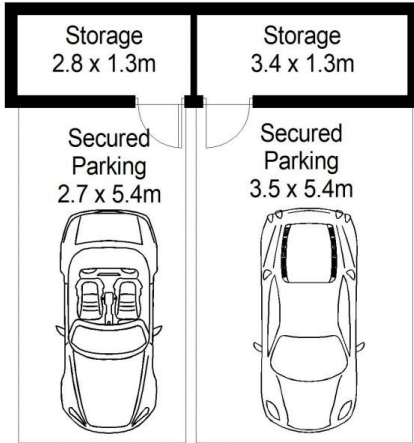 Storage
2.8 x 1.3m
Storage
3.4 x 1.3m
Secured
Parking
2.7 x 5.4m
Secured
Parking
3.5 x 5.4m